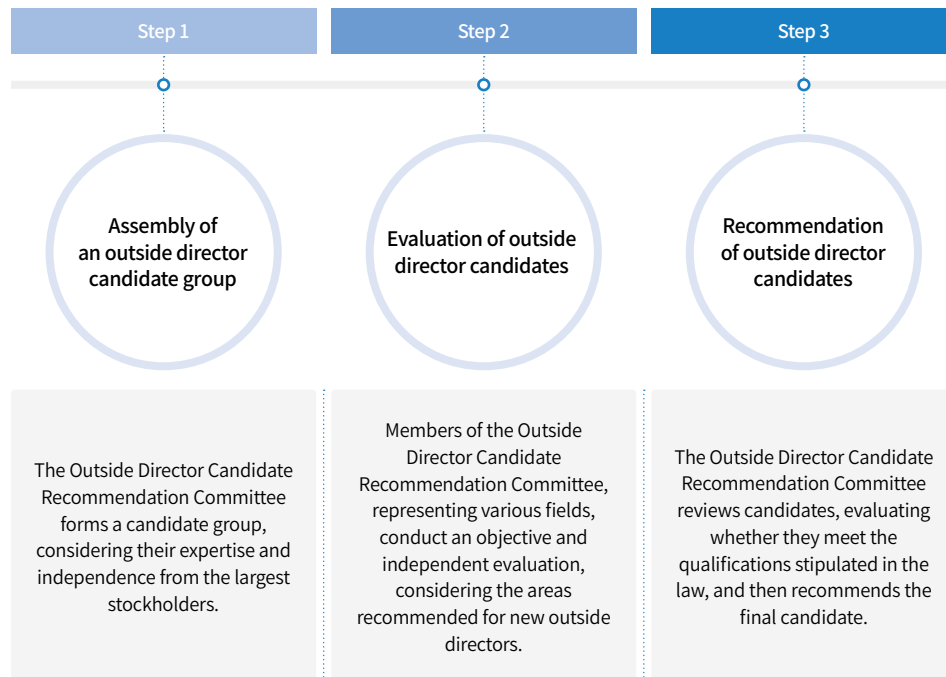 Step 1
Step 2
Step 3
Assembly of
an outside director
candidate group
Evaluation of outside
director candidates
Recommendation
of outside director
candidates
The Outside Director Candidate
Recommendation Committee
forms a candidate group,
considering their expertise and
independence from the largest
stockholders.
Members of the Outside
Director Candidate
Recommendation Committee,
representing various fields,
conduct an objective and
independent evaluation,
considering the areas
recommended for new outside
directors.
The Outside Director Candidate
Recommendation Committee
reviews candidates, evaluating
whether they meet the
qualifications stipulated in the
law, and then recommends the
final candidate.